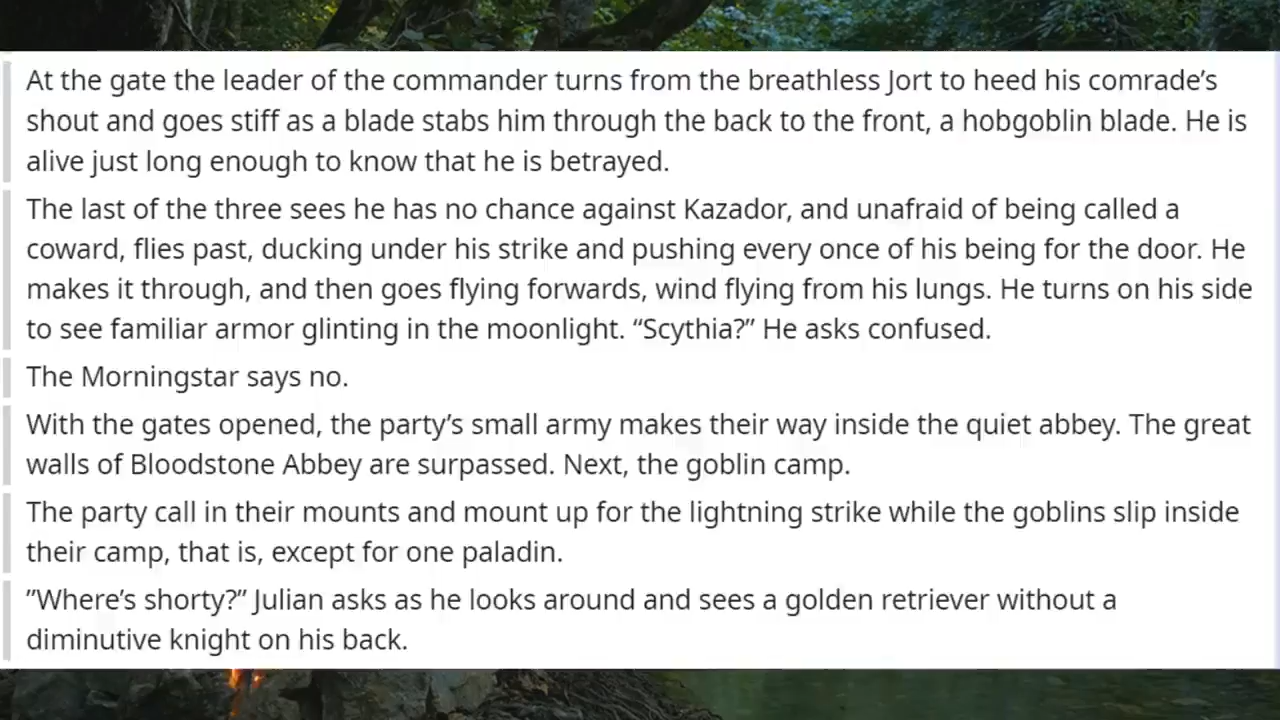 At the gate the leader of the commander turns from the breathless Jort to heed his comrade’s
shout and goes stiff as a blade stabs him through the back to the front, a hobgoblin blade. He is
alive just long enough to know that he is betrayed.
The last of the three sees he has no chance against Kazador, and unafraid of being called a
coward, flies past, ducking under his strike and pushing every once of his being for the door. He
makes it through, and then goes flying forwards, wind flying from his lungs. He turns on his side
to see familiar armor glinting in the moonlight. “Scythia?” He asks confused.
The Morningstar says no.
With the gates opened, the party’s small army makes their way inside the quiet abbey. The great
walls of Bloodstone Abbey are surpassed. Next, the goblin camp.
The party call in their mounts and mount up for the lightning strike while the goblins slip inside
their camp, that is, except for one paladin.
”Where’s shorty?” Julian asks as he looks around and sees a golden retriever without a
diminutive knight on his back.